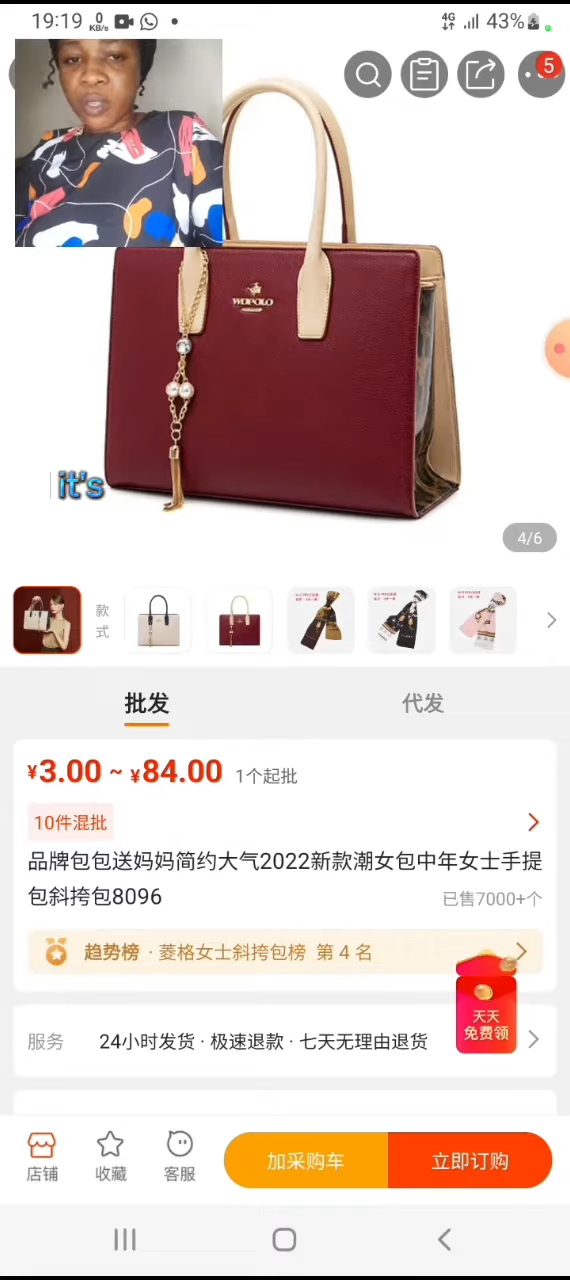 19:19 0 KB/s 4G 43%
5
WOPOLO
it's
4/6
款
式
批发 代发
¥3.00 ~ ¥84.00 1个起批
10件混批
品牌包包送妈妈简约大气2022新款潮女包中年女士手提
包斜挎包8096 已售7000+个
趋势榜 · 菱格女士斜挎包榜 第 4 名
天天
免费领
服务 24小时发货 · 极速退款 · 七天无理由退货
店铺 收藏 客服 加采购车 立即订购